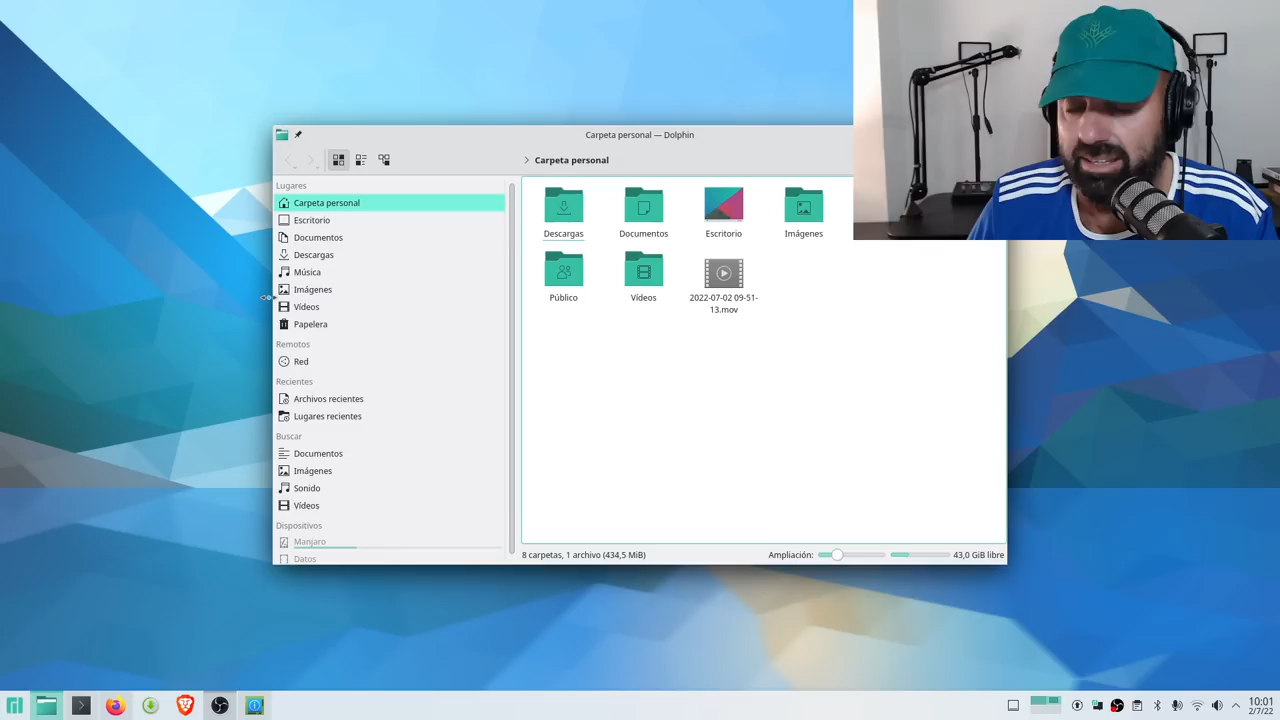 Carpeta personal — Dolphin
Carpeta personal
Lugares
Carpeta personal
Escritorio
Documentos
Descargas
Música
Imágenes
Vídeos
Papelera
Remotos
Red
Recientes
Archivos recientes
Lugares recientes
Buscar
Documentos
Imágenes
Sonido
Vídeos
Dispositivos
Manjaro
Datos
Descargas
Documentos
Escritorio
Imágenes
Público
Vídeos
2022-07-02 09-51-
13.mov
8 carpetas, 1 archivo (434,5 MiB)
Ampliación:
43,0 GiB libre
10:01
2/7/22